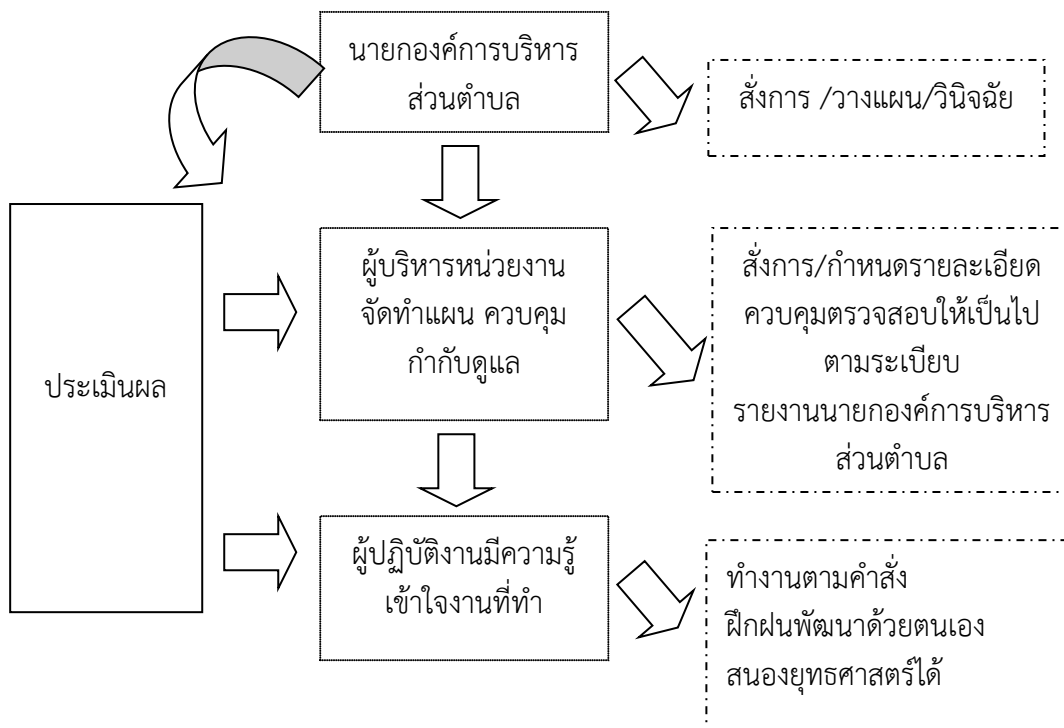 นายกองค์การบริหาร
ส่วนตำบล
สั่งการ /วางแผน/วินิจฉัย
ประเมินผล
ผู้บริหารหน่วยงาน
จัดทำแผน ควบคุม
กำกับดูแล
สั่งการ/กำหนดรายละเอียด
ควบคุมตรวจสอบให้เป็นไป
ตามระเบียบ
รายงานนายกองค์การบริหาร
ส่วนตำบล
ผู้ปฏิบัติงานมีความรู้
เข้าใจงานที่ทำ
ทำงานตามคำสั่ง
ฝึกฝนพัฒนาด้วยตนเอง
สนองยุทธศาสตร์ได้